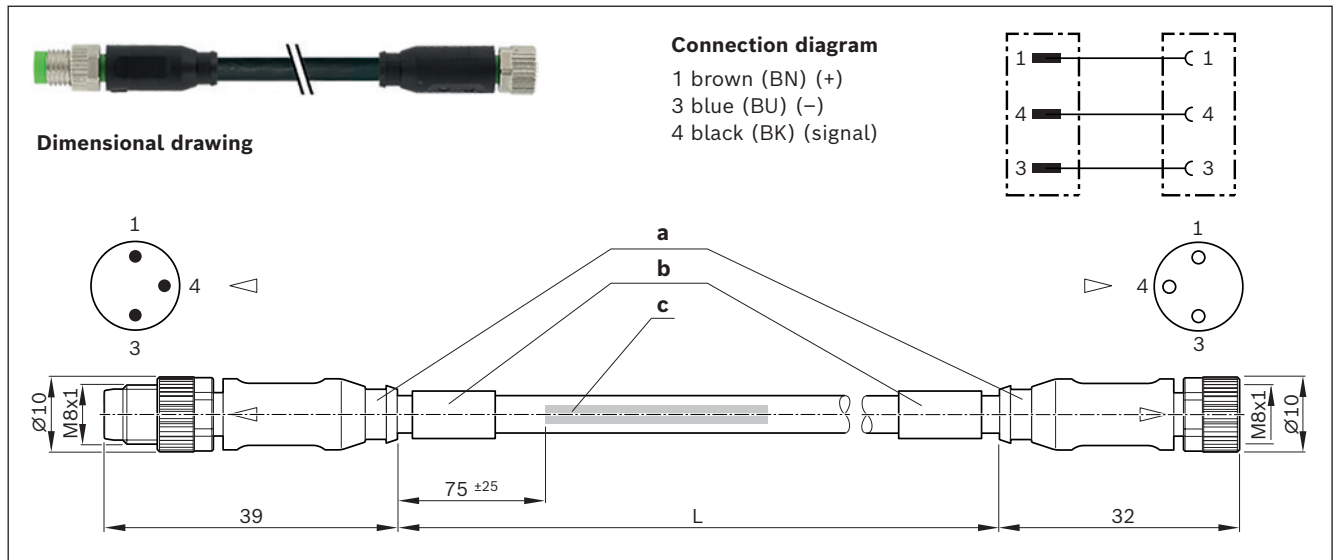 Connection diagram
1 brown (BN) (+)
3 blue (BU) (−)
4 black (BK) (signal)
1 1
4 4
3 3
Dimensional drawing
1
4
3
1
4
3
a
b
c
Ø10
M8x1
M8x1
Ø10
75 ±25
39
L
32